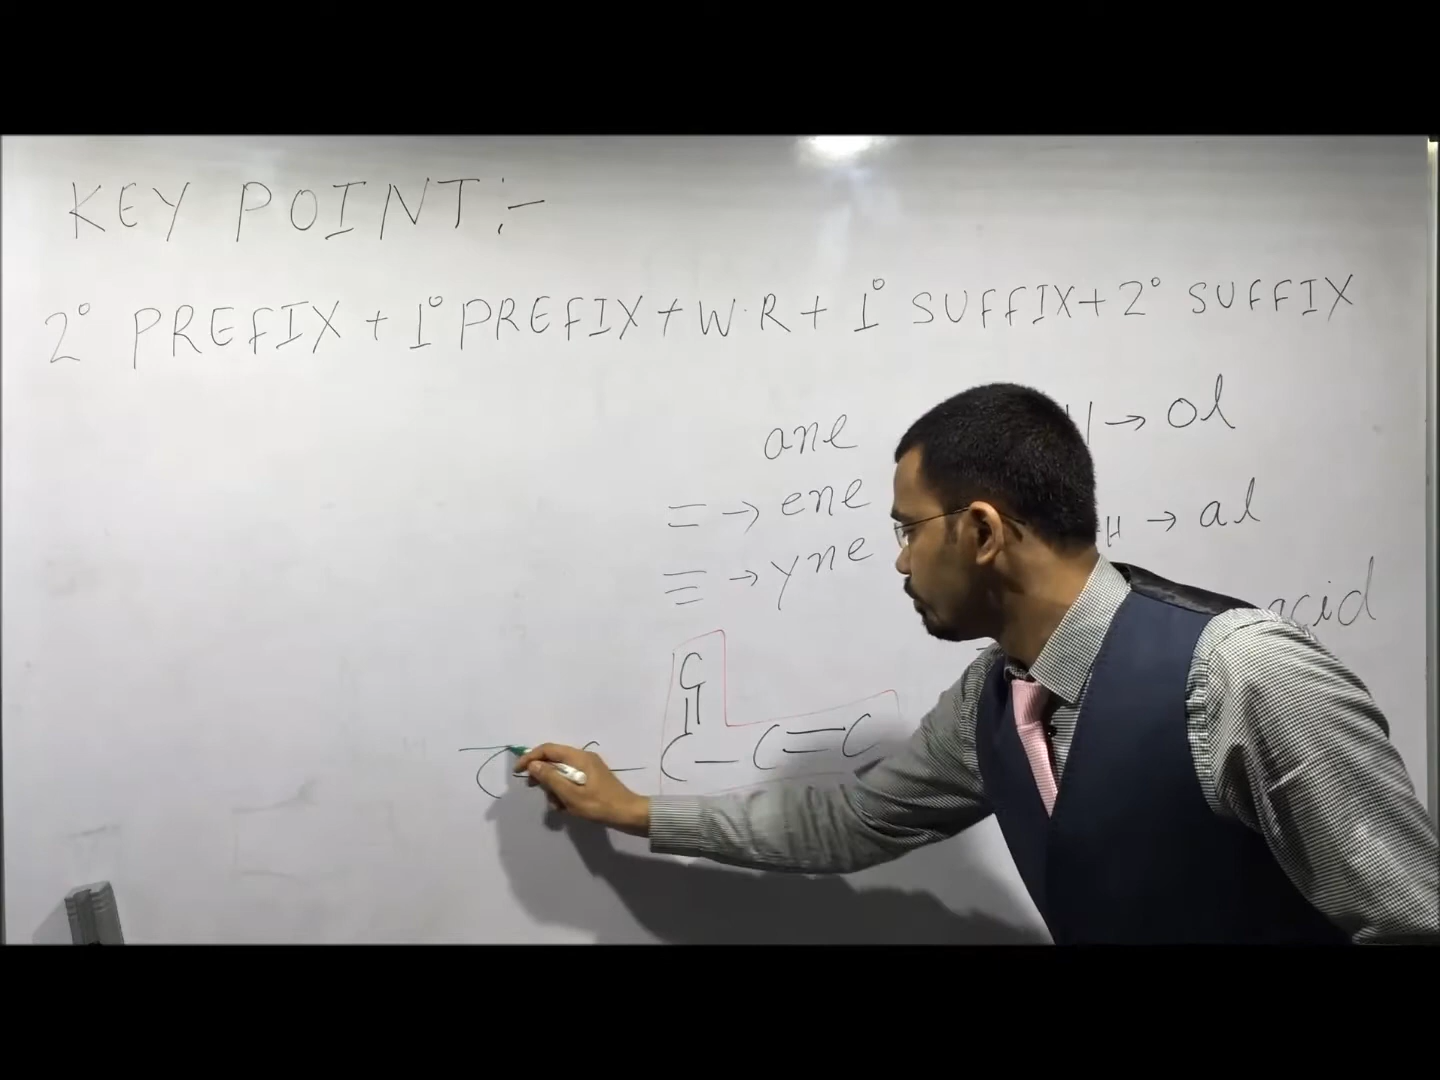 KEY POINT:-
2° PREFIX + 1° PREFIX + W.R + 1° SUFFIX + 2° SUFFIX
ane
→ ol
= → ene
H → al
≡ → yne
acid
C
||
C - C - C - C = C